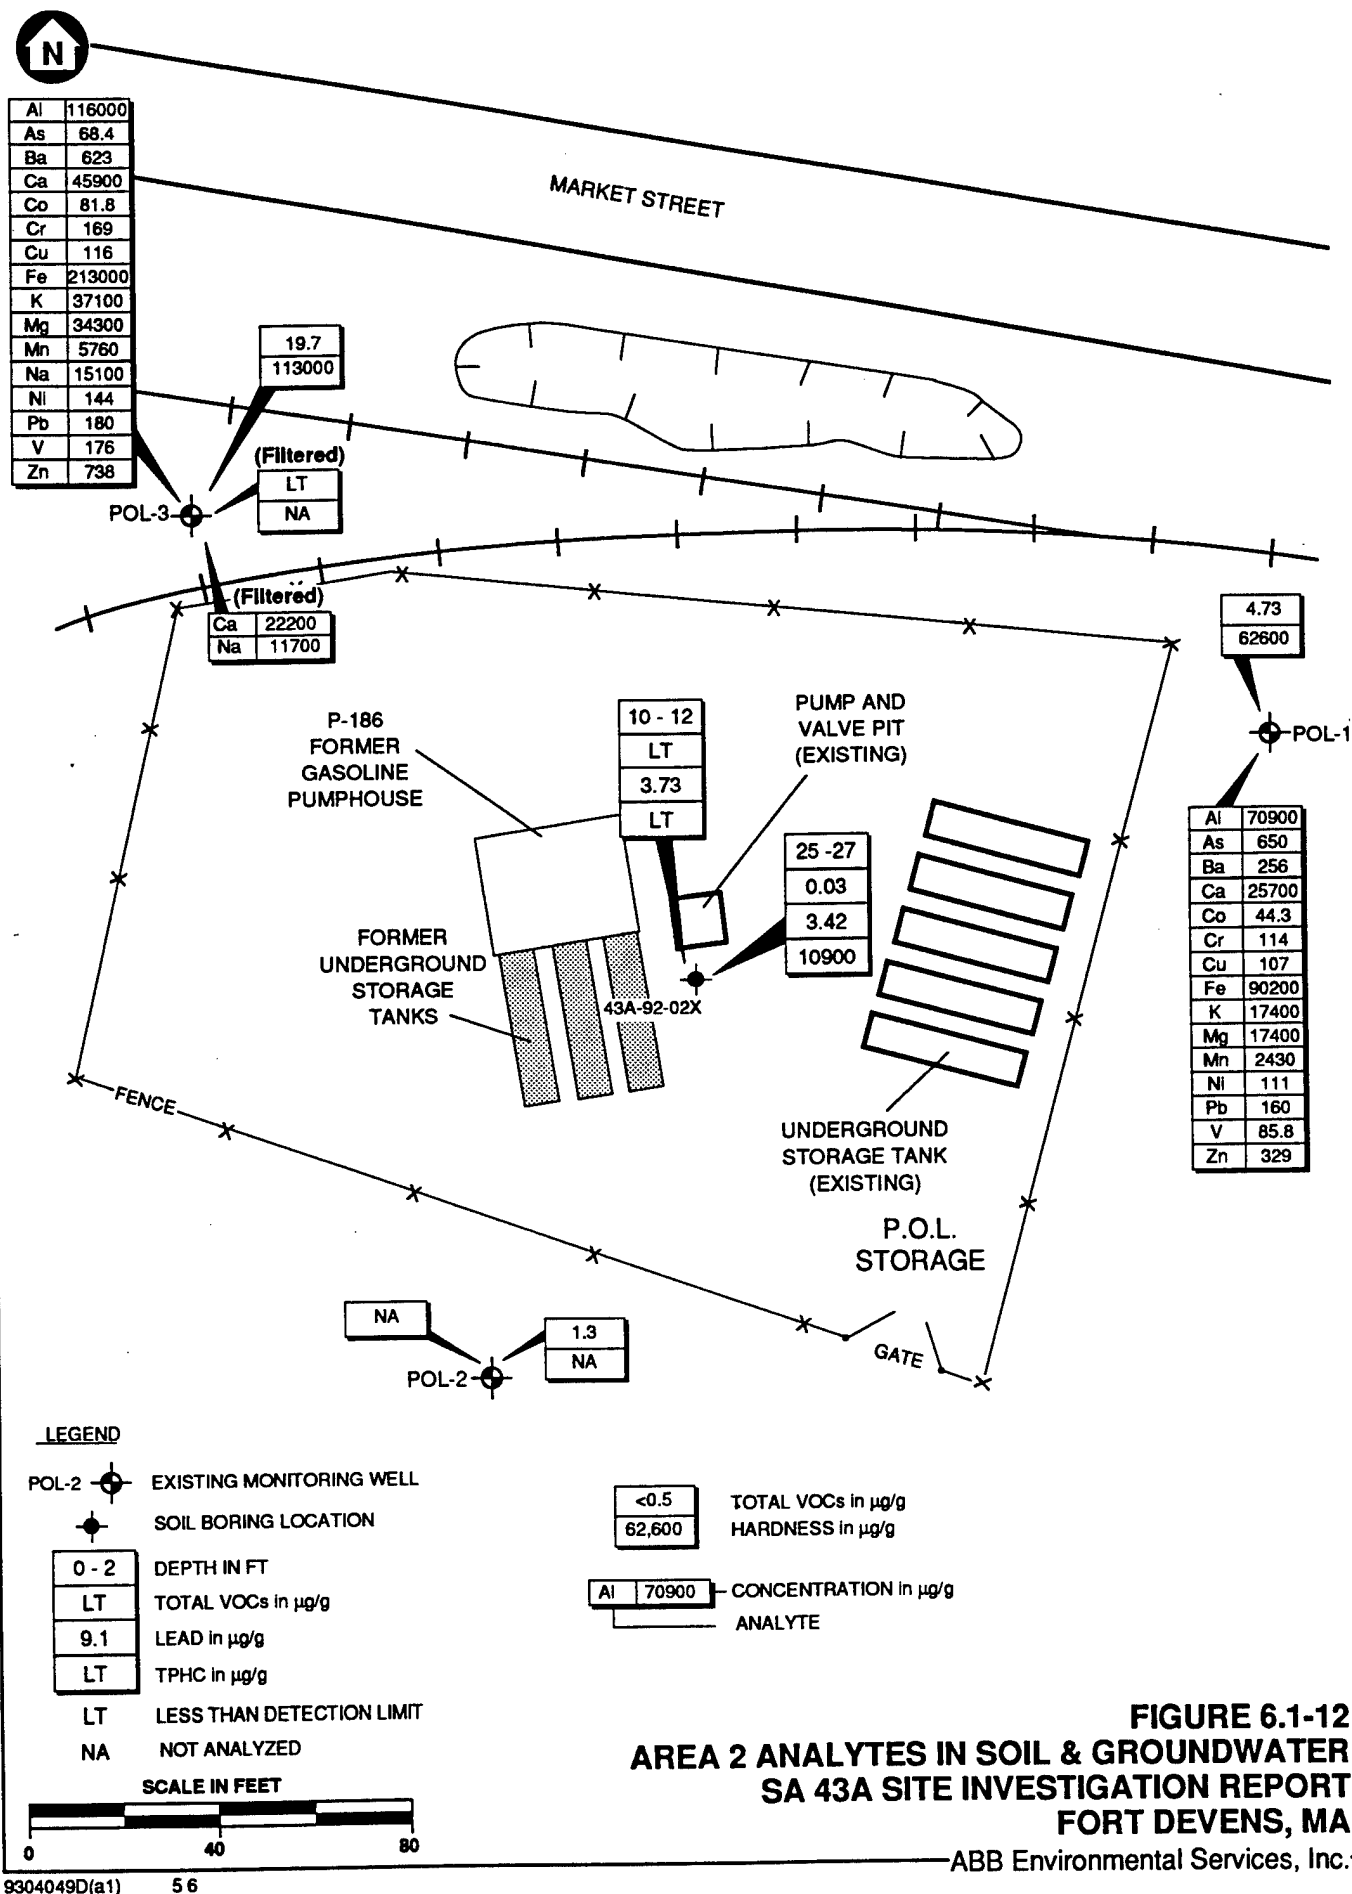 N
Al 116000
As 68.4
Ba 623
Ca 45900
Co 81.8
Cr 169
Cu 116
Fe 213000
K 37100
Mg 34300
Mn 5760
Na 15100
Ni 144
Pb 180
V 176
Zn 738
MARKET STREET
19.7
113000
(Filtered)
LT
NA
POL-3
(Filtered)
Ca 22200
Na 11700
4.73
62600
POL-1
Al 70900
As 650
Ba 256
Ca 25700
Co 44.3
Cr 114
Cu 107
Fe 90200
K 17400
Mg 17400
Mn 2430
Ni 111
Pb 160
V 85.8
Zn 329
P-186
FORMER
GASOLINE
PUMPHOUSE
10 - 12
LT
3.73
LT
PUMP AND
VALVE PIT
(EXISTING)
25 -27
0.03
3.42
10900
FORMER
UNDERGROUND
STORAGE
TANKS
43A-92-02X
FENCE
UNDERGROUND
STORAGE TANK
(EXISTING)
P.O.L.
STORAGE
GATE
NA
1.3
NA
POL-2
LEGEND
POL-2 EXISTING MONITORING WELL
SOIL BORING LOCATION
0 - 2 DEPTH IN FT
LT TOTAL VOCs in µg/g
9.1 LEAD in µg/g
LT TPHC in µg/g
LT LESS THAN DETECTION LIMIT
NA NOT ANALYZED
<0.5 TOTAL VOCs in µg/g
62,600 HARDNESS in µg/g
Al 70900 CONCENTRATION in µg/g
ANALYTE
SCALE IN FEET
0 40 80
FIGURE 6.1-12
AREA 2 ANALYTES IN SOIL & GROUNDWATER
SA 43A SITE INVESTIGATION REPORT
FORT DEVENS, MA
ABB Environmental Services, Inc.
9304049D(a1) 56